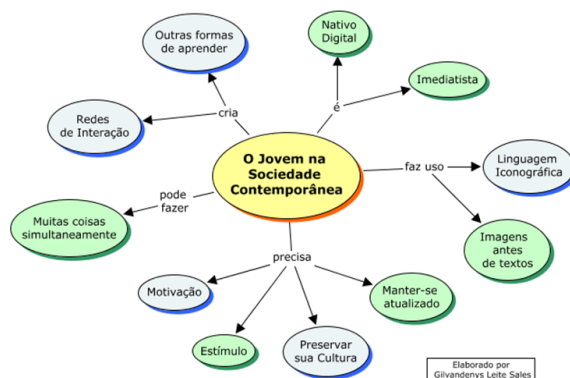 Outras formas
de aprender
Nativo
Digital
Imediatista
cria
é
Redes
de Interação
O Jovem na
Sociedade
Contemporânea
faz uso
Linguagem
Iconográfica
pode
fazer
Muitas coisas
simultaneamente
Imagens
antes
de textos
precisa
Motivação
Manter-se
atualizado
Estímulo
Preservar
sua Cultura
Elaborado por
Gilvandenys Leite Sales